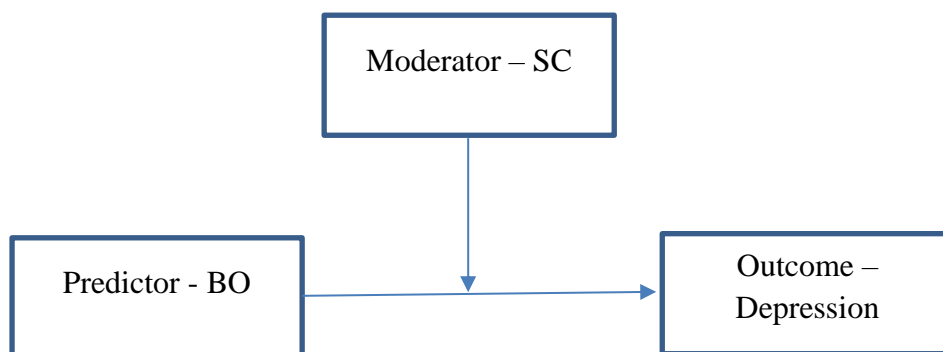 Moderator – SC
Predictor - BO
Outcome –
Depression